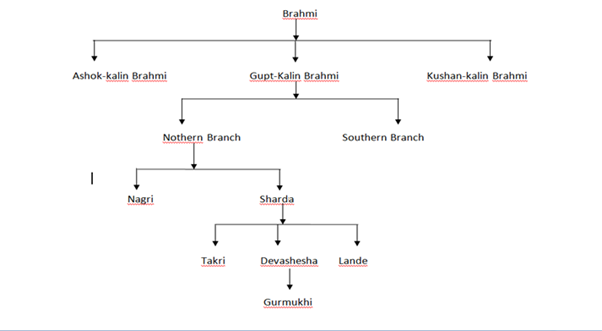 Brahmi
Ashok-kalin Brahmi Gupt-Kalin Brahmi Kushan-kalin Brahmi
Nothern Branch Southern Branch
Nagri Sharda
Takri Devashesha Lande
Gurmukhi